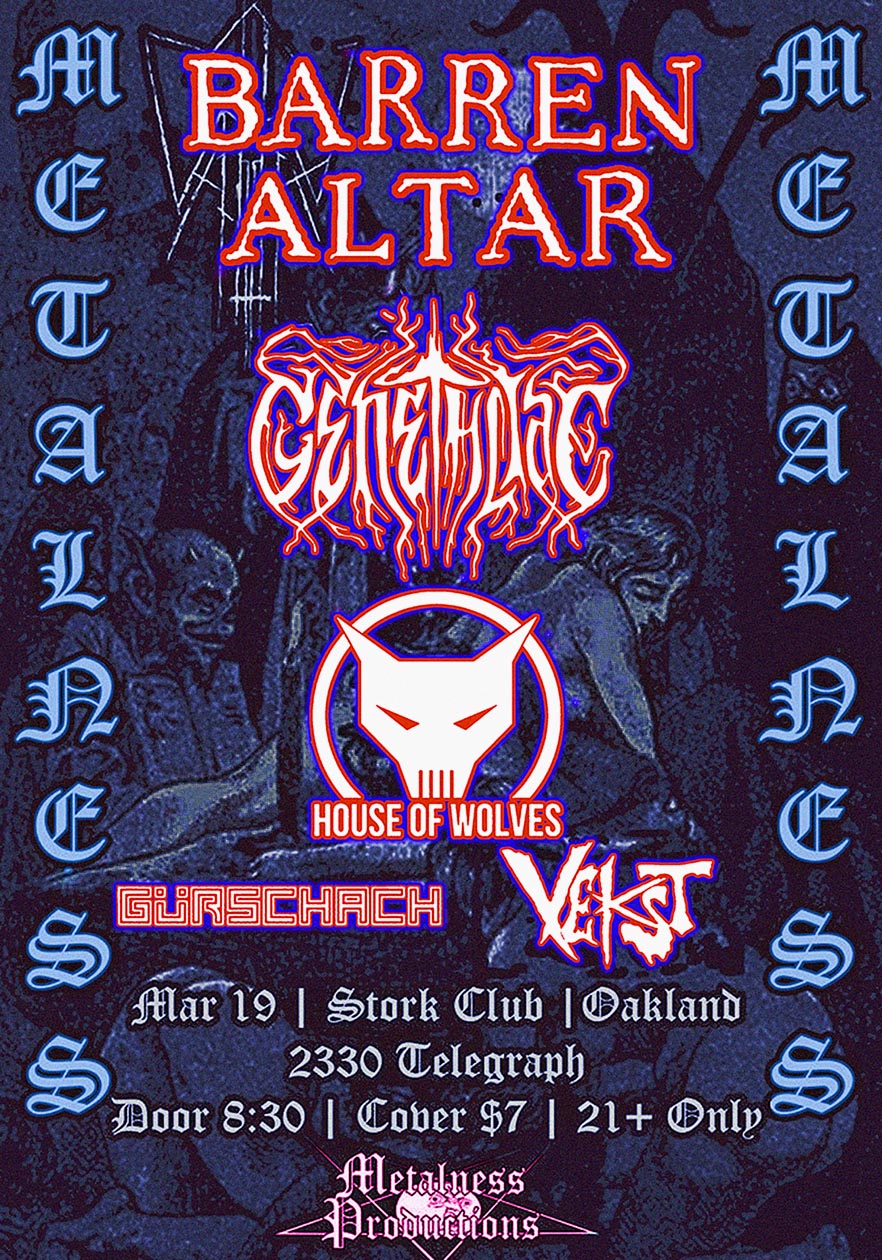 METALNESS
BARREN
ALTAR
GENETHLIAC
HOUSE OF WOLVES
GÜRSCHACH
VEKST
Mar 19 | Stork Club |Oakland
2330 Telegraph
Door 8:30 | Cover $7 | 21+ Only
Metalness
Productions
METALNESS